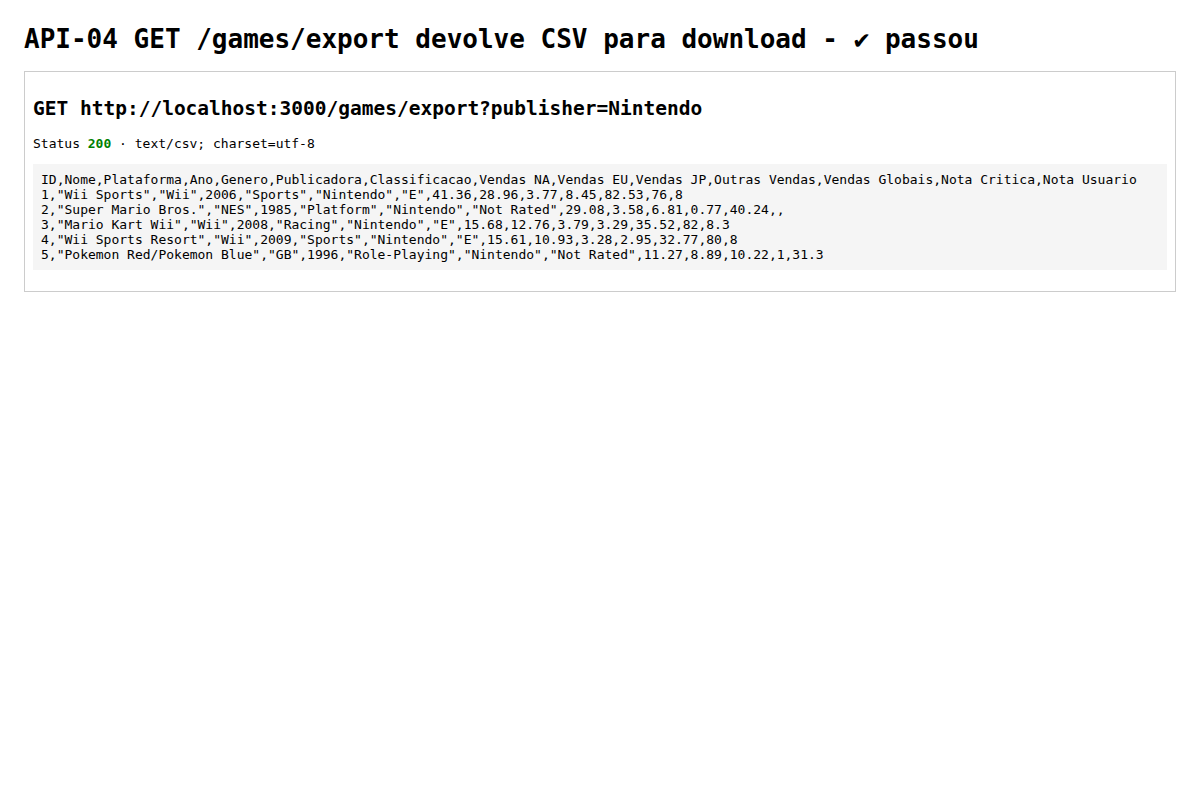 API-04 GET /games/export devolve CSV para download - ✔ passou
GET http://localhost:3000/games/export?publisher=Nintendo
Status 200 · text/csv; charset=utf-8
ID,Nome,Plataforma,Ano,Genero,Publicadora,Classificacao,Vendas NA,Vendas EU,Vendas JP,Outras Vendas,Vendas Globais,Nota Critica,Nota Usuario
1,"Wii Sports","Wii",2006,"Sports","Nintendo","E",41.36,28.96,3.77,8.45,82.53,76,8
2,"Super Mario Bros.","NES",1985,"Platform","Nintendo","Not Rated",29.08,3.58,6.81,0.77,40.24,,
3,"Mario Kart Wii","Wii",2008,"Racing","Nintendo","E",15.68,12.76,3.79,3.29,35.52,82,8.3
4,"Wii Sports Resort","Wii",2009,"Sports","Nintendo","E",15.61,10.93,3.28,2.95,32.77,80,8
5,"Pokemon Red/Pokemon Blue","GB",1996,"Role-Playing","Nintendo","Not Rated",11.27,8.89,10.22,1,31.3